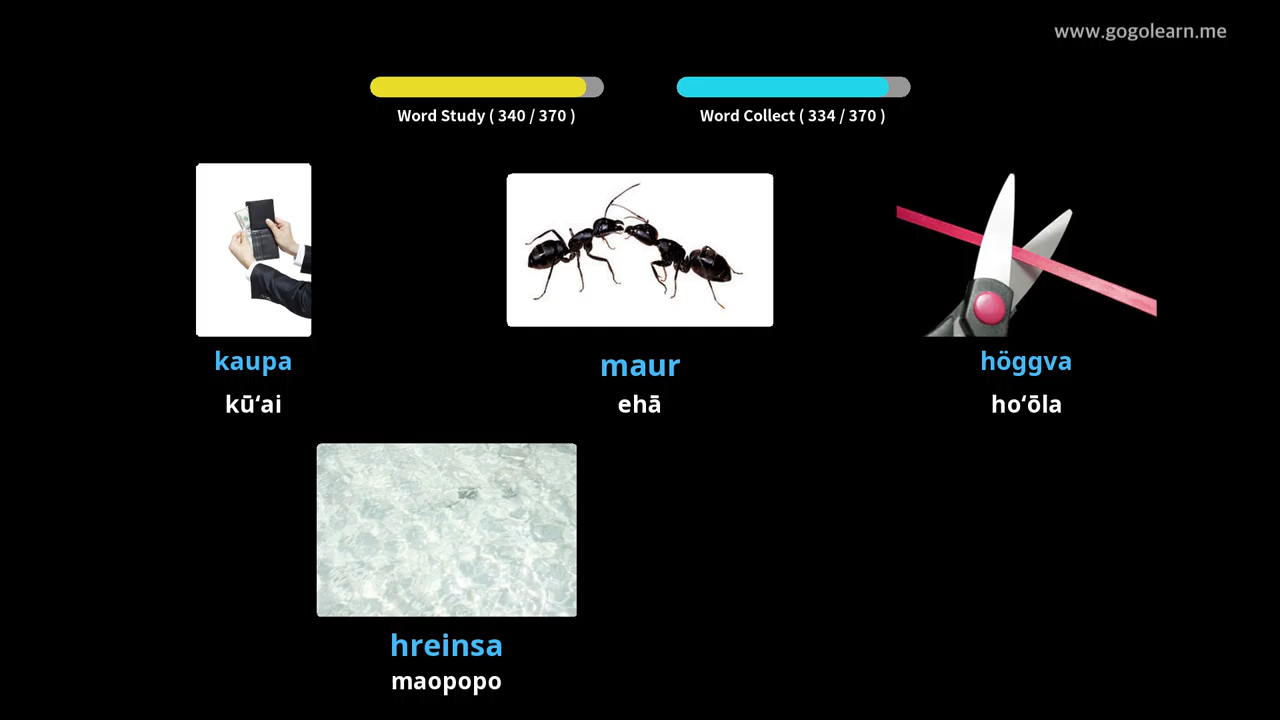 www.gogolearn.me
Word Study ( 340 / 370 )
Word Collect ( 334 / 370 )
kaupa
kūʻai
maur
ehā
höggva
hoʻōla
hreinsa
maopopo